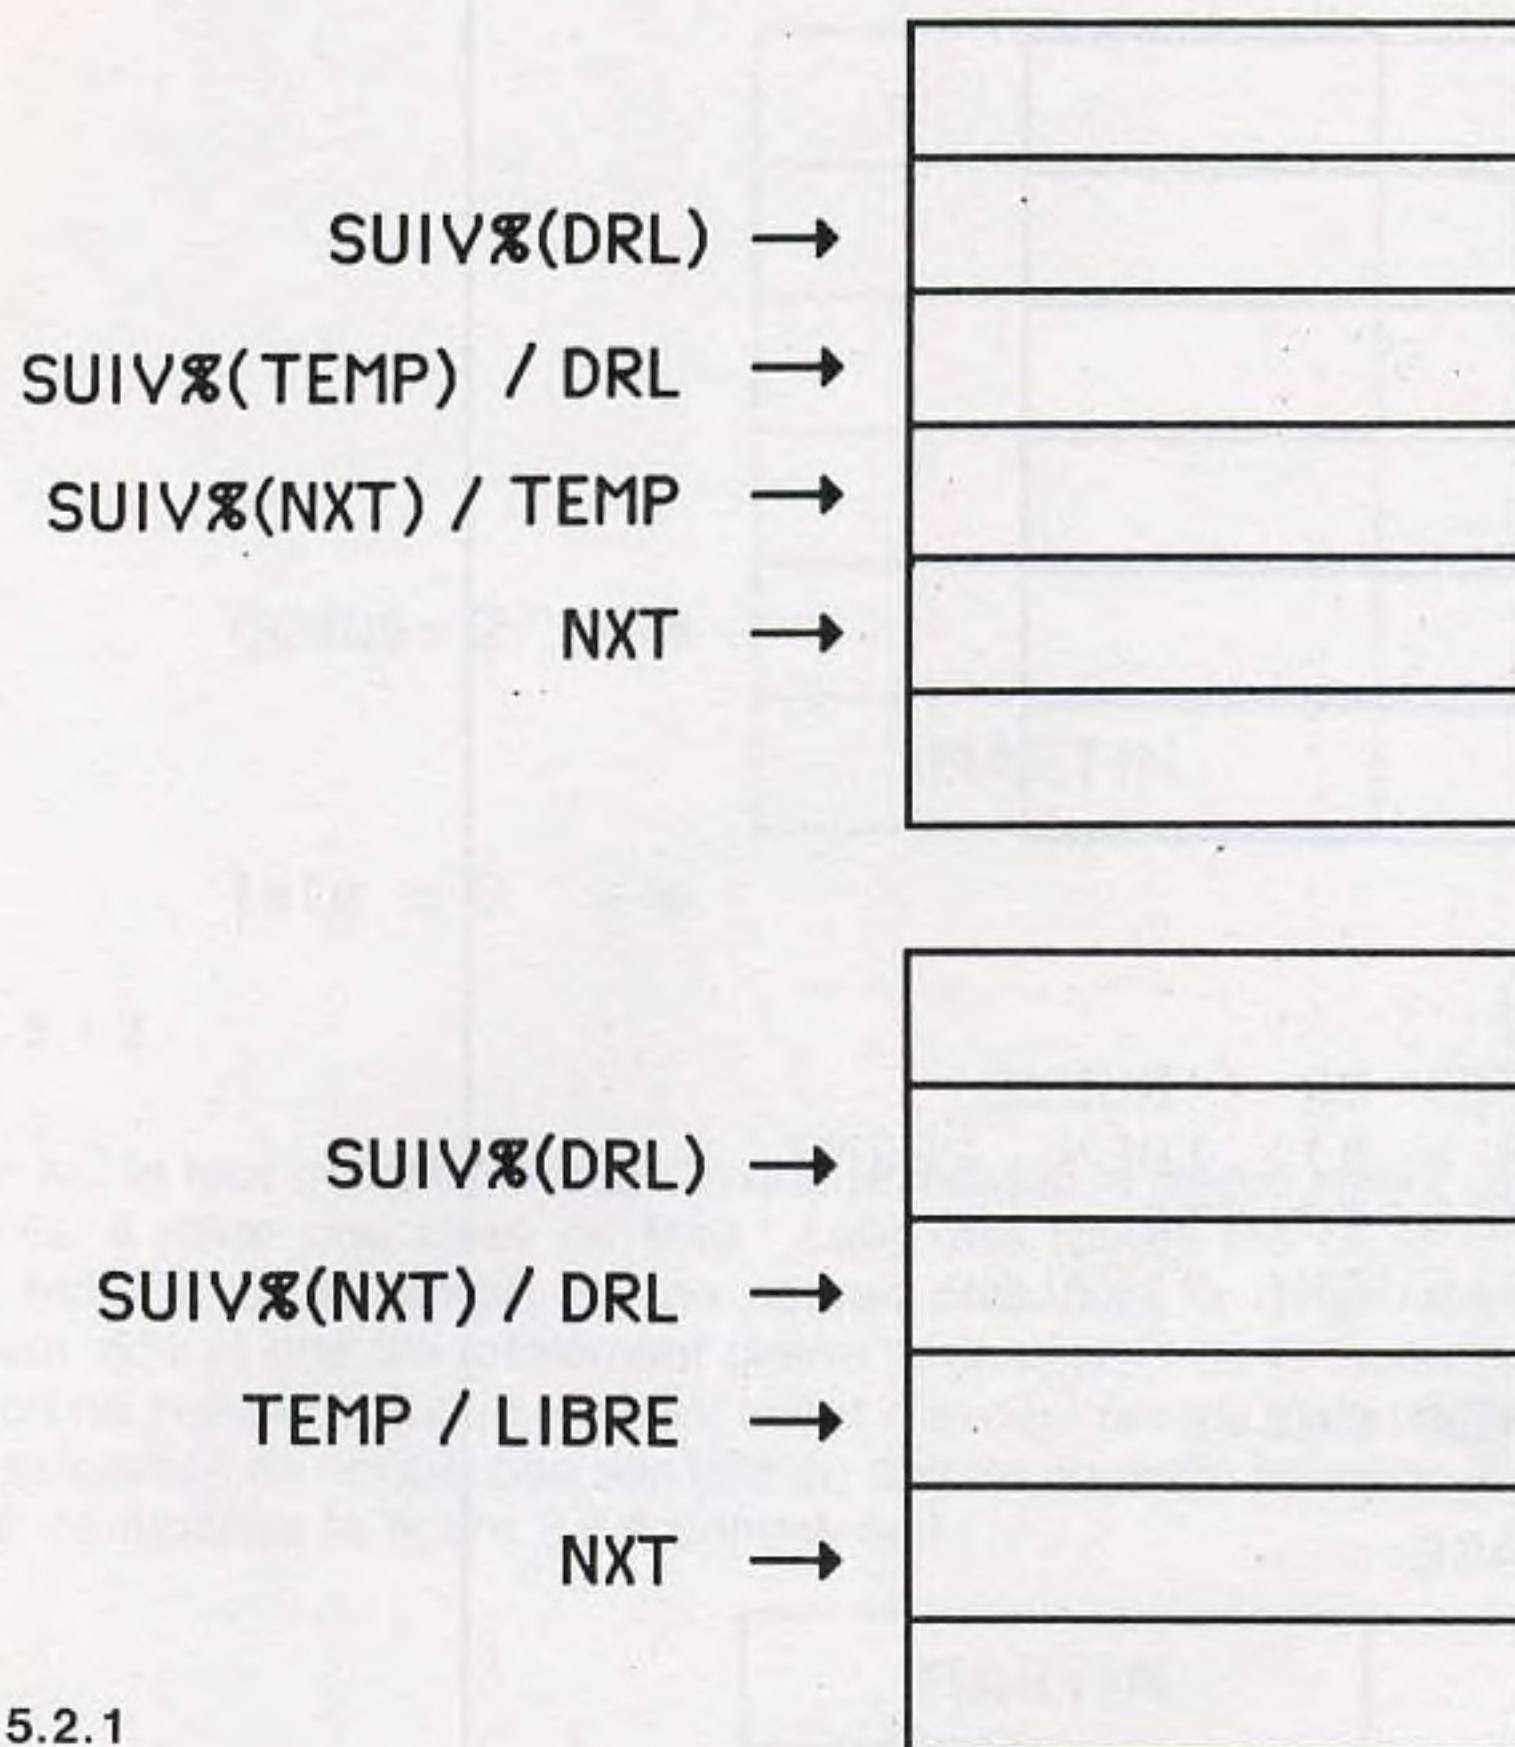 SUIV%(DRL) →
SUIV%(TEMP) / DRL →
SUIV%(NXT) / TEMP →
NXT →
SUIV%(DRL) →
SUIV%(NXT) / DRL →
TEMP / LIBRE →
NXT →
5.2.1